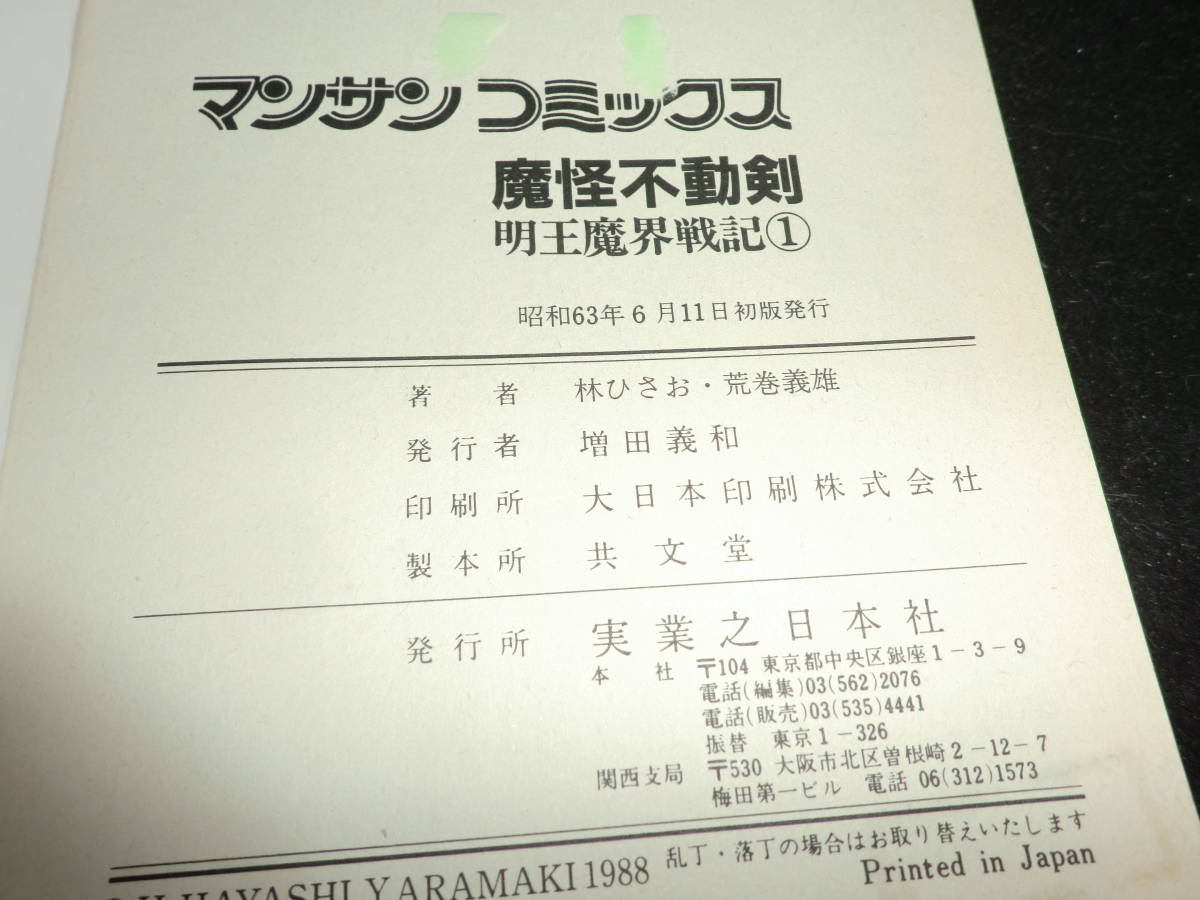 マンサンコミックス
魔怪不動剣
明王魔界戦記①
昭和63年6月11日初版発行
著者 林ひさお・荒巻義雄
発行者 増田義和
印刷所 大日本印刷株式会社
製本所 共文堂
発行所 実業之日本社
本社 〒104 東京都中央区銀座1-3-9
電話(編集)03(562)2076
電話(販売)03(535)4441
振替 東京1-326
関西支局 〒530 大阪市北区曽根崎2-12-7
梅田第一ビル 電話 06(312)1573
HAYASHI, Y.ARAMAKI 1988 乱丁・落丁の場合はお取り替えいたします
Printed in Japan